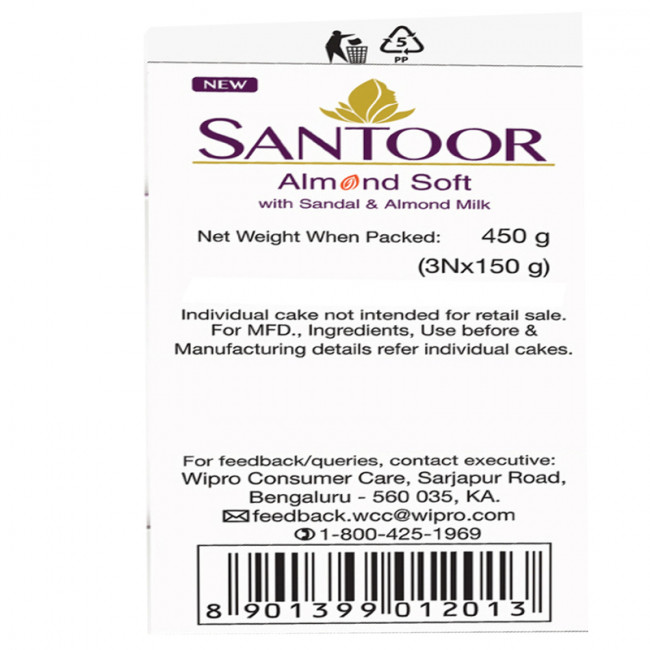 5
PP
NEW
SANTOOR
Almond Soft
with Sandal & Almond Milk
Net Weight When Packed: 450 g
(3Nx150 g)
Individual cake not intended for retail sale.
For MFD., Ingredients, Use before &
Manufacturing details refer individual cakes.
For feedback/queries, contact executive:
Wipro Consumer Care, Sarjapur Road,
Bengaluru - 560 035, KA.
feedback.wcc@wipro.com
1-800-425-1969
8 901399 012013